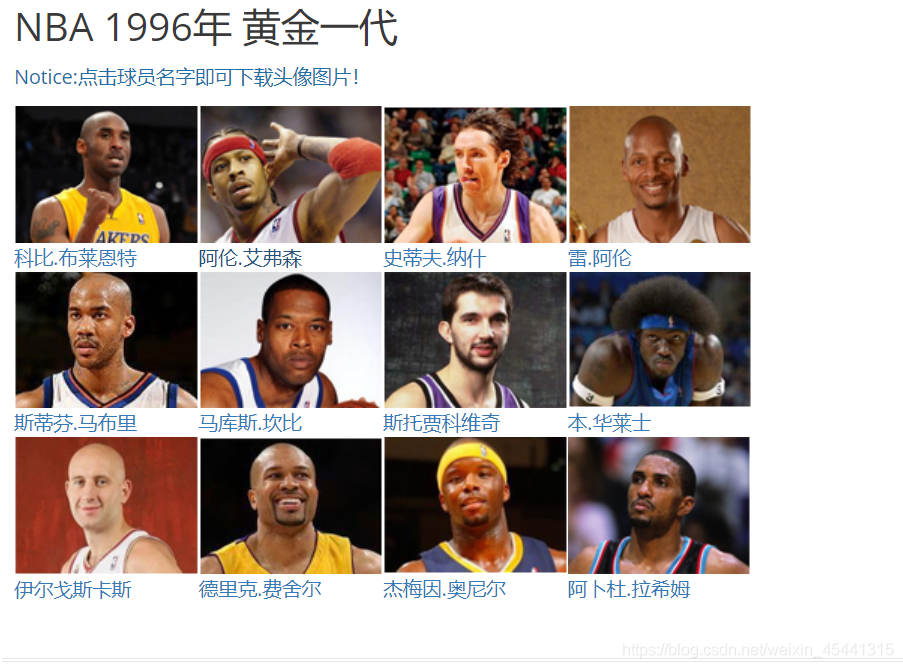 NBA 1996年 黄金一代
Notice:点击球员名字即可下载头像图片!
AKERS
科比.布莱恩特 阿伦.艾弗森 史蒂夫.纳什 雷.阿伦
斯蒂芬.马布里 马库斯.坎比 斯托贾科维奇 本.华莱士
伊尔戈斯卡斯 德里克.费舍尔 杰梅因.奥尼尔 阿卜杜.拉希姆
https://blog.csdn.net/weixin_45441315